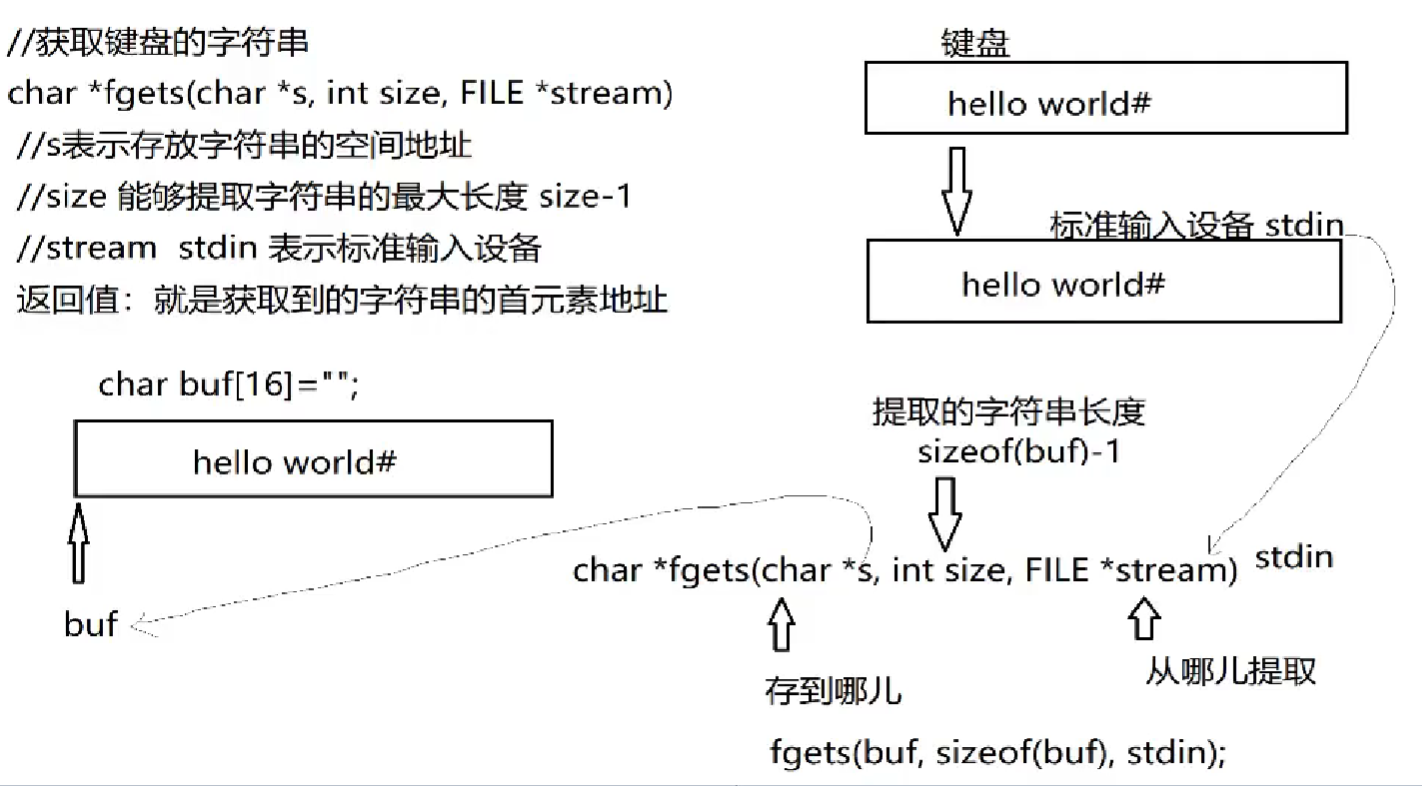 //获取键盘的字符串
char *fgets(char *s, int size, FILE *stream)
//s表示存放字符串的空间地址
//size 能够提取字符串的最大长度 size-1
//stream  stdin 表示标准输入设备
返回值：就是获取到的字符串的首元素地址
键盘
hello world#
标准输入设备 stdin
hello world#
char buf[16]="";
hello world#
buf
提取的字符串长度
sizeof(buf)-1
char *fgets(char *s, int size, FILE *stream)
stdin
存到哪儿
从哪儿提取
fgets(buf, sizeof(buf), stdin);